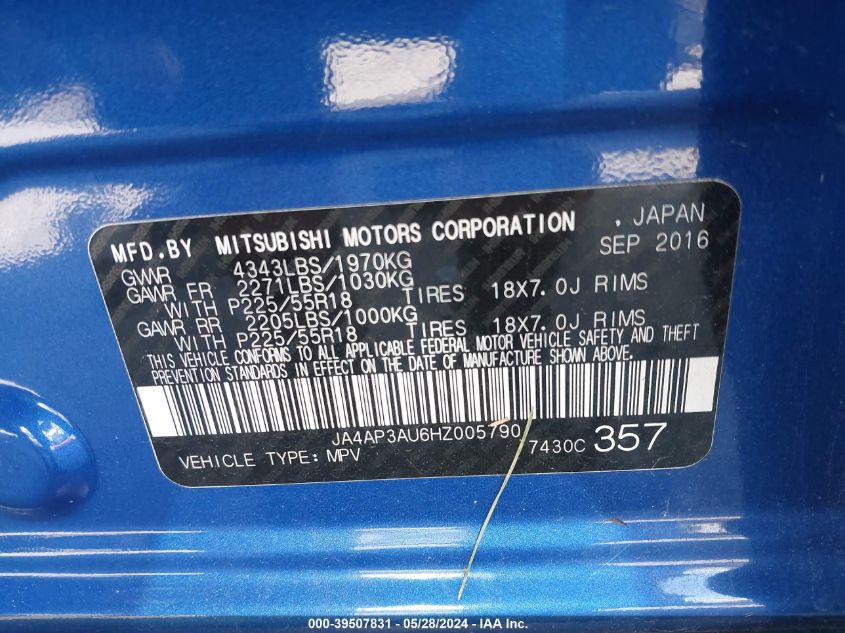 MFD.BY MITSUBISHI MOTORS CORPORATION . JAPAN
SEP 2016
GVWR 4343LBS/1970KG
GAWR FR 2271LBS/1030KG
WITH P225/55R18 TIRES 18X7.0J RIMS
GAWR RR 2205LBS/1000KG
WITH P225/55R18 TIRES 18X7.0J RIMS
THIS VEHICLE CONFORMS TO ALL APPLICABLE FEDERAL MOTOR VEHICLE SAFETY AND THEFT
PREVENTION STANDARDS IN EFFECT ON THE DATE OF MANUFACTURE SHOWN ABOVE.
JA4AP3AU6HZ005790
VEHICLE TYPE: MPV 7430C 357
000-39507831 - 05/28/2024 - IAA Inc.